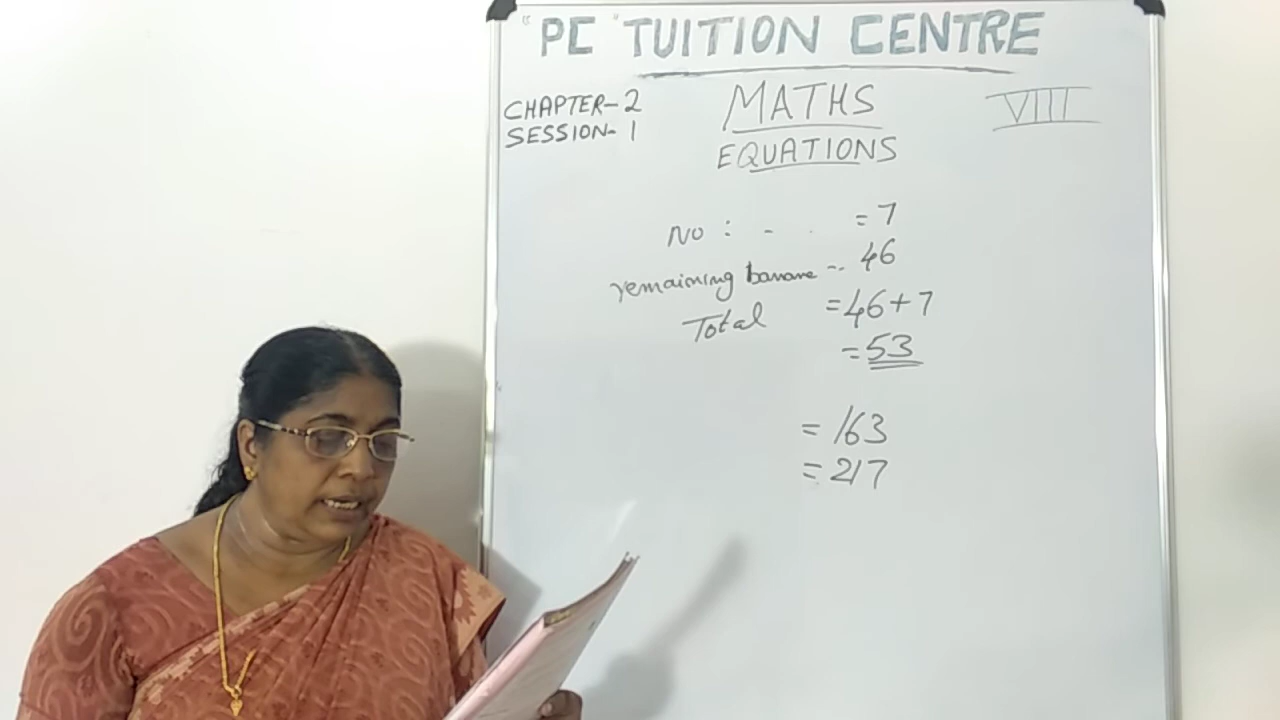 "PC" TUITION CENTRE
CHAPTER-2
SESSION-1
MATHS
EQUATIONS
VIII
No : - . = 7
remaining banane -- 46
Total = 46+7
= 53
= 163
= 217